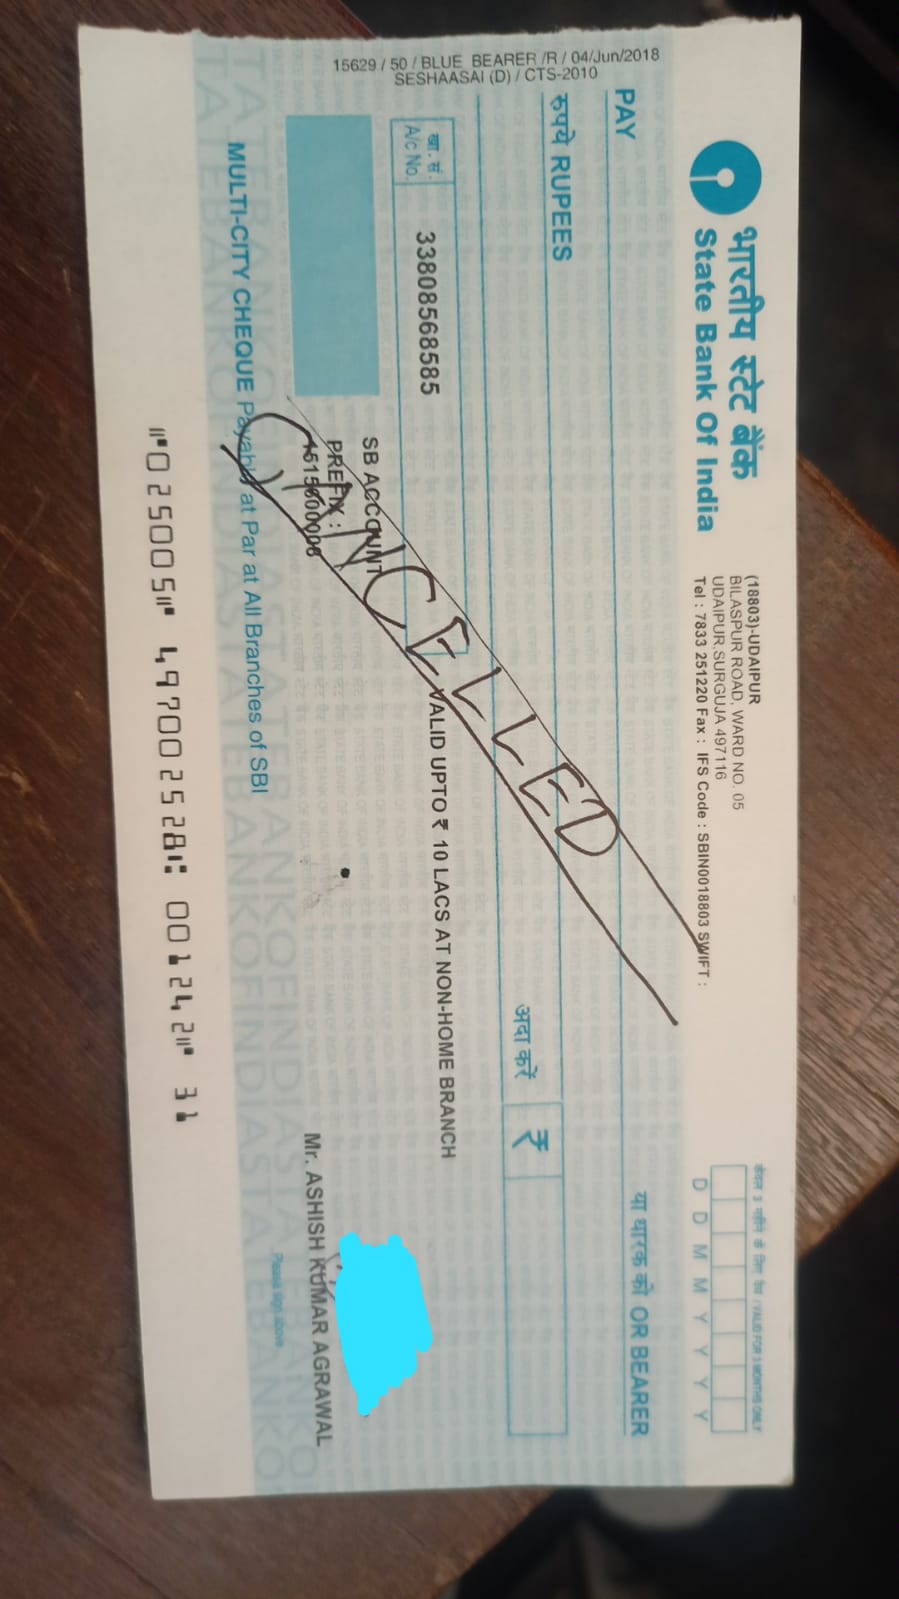 भारतीय स्टेट बैंक
State Bank Of India
(18803)-UDAIPUR
BILASPUR ROAD, WARD NO. 05
UDAIPUR,SURGUJA 497116
Tel : 7833 251220 Fax : IFS Code : SBIN0018803 SWIFT :
केवल 3 महीने के लिए वैध / VALID FOR 3 MONTHS ONLY
D D M M Y Y Y Y
PAY
या धारक को OR BEARER
रुपये RUPEES
अदा करें ₹
CANCELLED
खा. सं.
A/c No.
33808568585
VALID UPTO ₹ 10 LACS AT NON-HOME BRANCH
SB ACCOUNT
PREFIX :
1515600008
Mr. ASHISH KUMAR AGRAWAL
Please sign above
MULTI-CITY CHEQUE Payable at Par at All Branches of SBI
⑈025005⑈ 497002528⑆ 001242⑈ 31
15629 / 50 / BLUE_BEARER /R / 04/Jun/2018
SESHAASAI (D) / CTS-2010